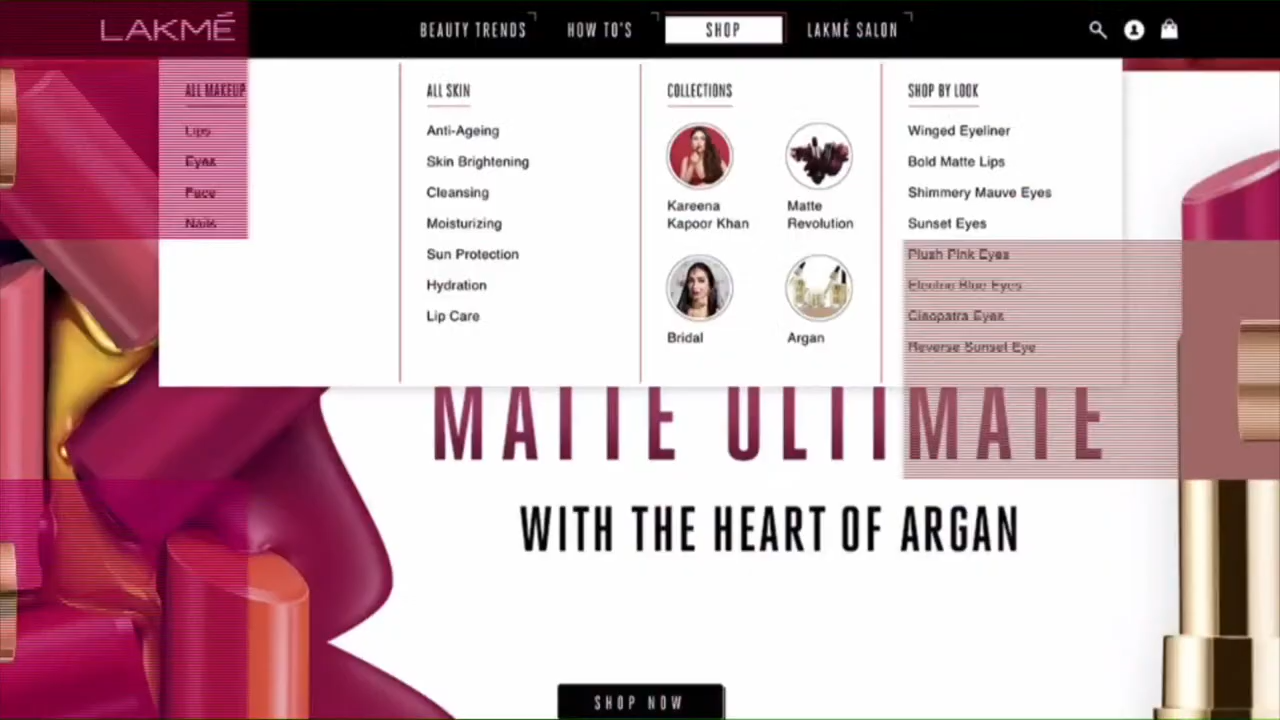 LAKMÉ
BEAUTY TRENDS
HOW TO'S
SHOP
LAKMÉ SALON
ALL MAKEUP
Lips
Eyes
Face
Nails
ALL SKIN
Anti-Ageing
Skin Brightening
Cleansing
Moisturizing
Sun Protection
Hydration
Lip Care
COLLECTIONS
Kareena
Kapoor Khan
Matte
Revolution
Bridal
Argan
SHOP BY LOOK
Winged Eyeliner
Bold Matte Lips
Shimmery Mauve Eyes
Sunset Eyes
Plush Pink Eyes
Electric Blue Eyes
Cleopatra Eyes
Reverse Sunset Eye
MATTE ULTIMATE
WITH THE HEART OF ARGAN
SHOP NOW